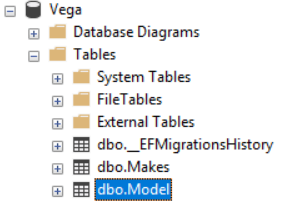 Vega
Database Diagrams
Tables
System Tables
FileTables
External Tables
dbo.__EFMigrationsHistory
dbo.Makes
dbo.Model